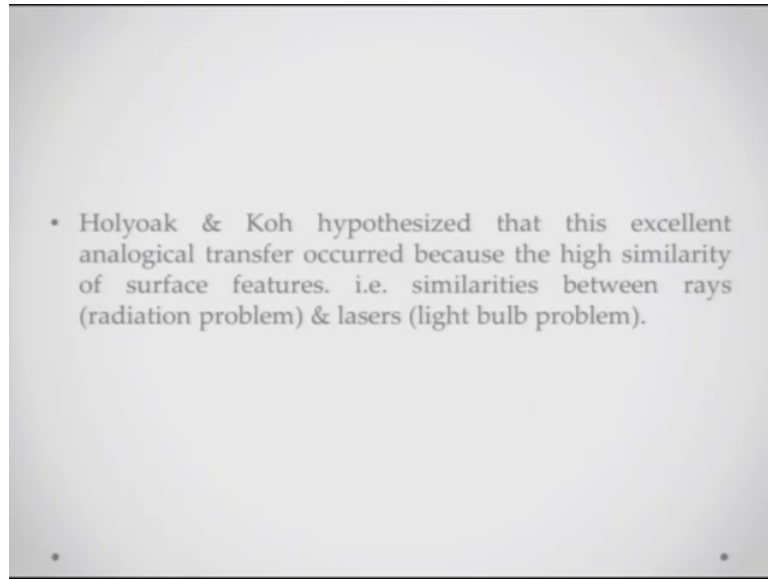 • Holyoak & Koh hypothesized that this excellent
analogical transfer occurred because the high similarity
of surface features. i.e. similarities between rays
(radiation problem) & lasers (light bulb problem).